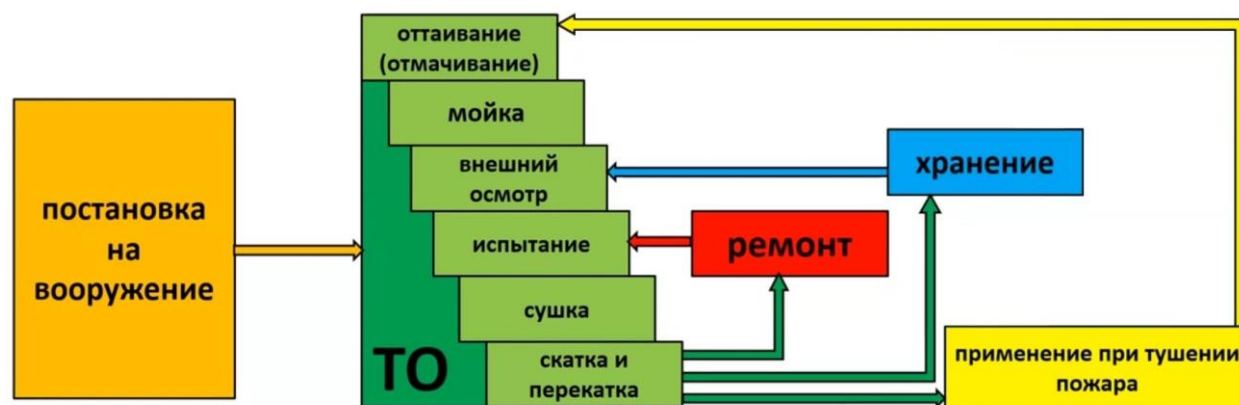 оттаивание
(отмачивание)
мойка
внешний
осмотр
хранение
постановка
на
вооружение
испытание
ремонт
сушка
ТО
скатка и
перекатка
применение при тушении
пожара